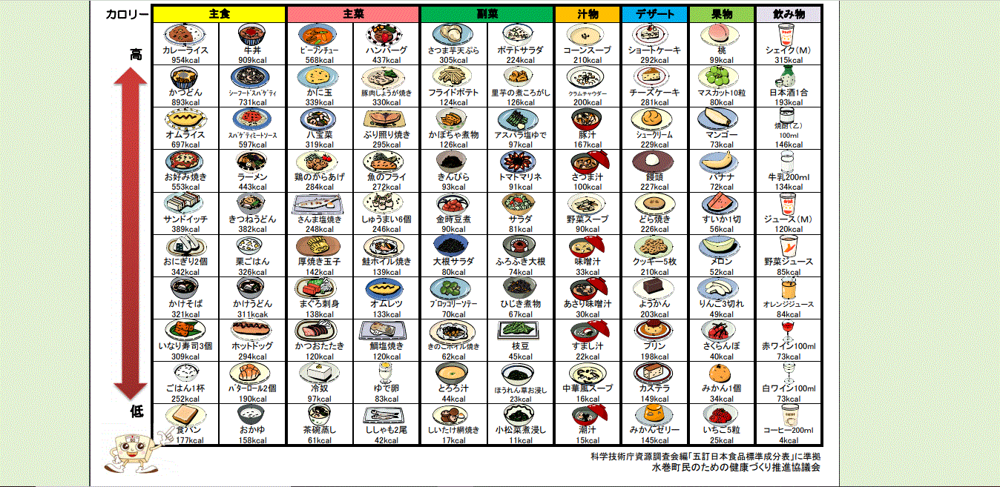 カロリー
主食 主菜 副菜 汁物 デザート 果物 飲み物
高
カレーライス 牛丼 ビーフシチュー ハンバーグ さつま芋天ぷら ポテトサラダ コーンスープ ショートケーキ 桃 シェイク(M)
954kcal 909kcal 568kcal 437kcal 305kcal 224kcal 210kcal 292kcal 99kcal 315kcal
かつどん シーフードスパゲティ かに玉 豚肉しょうが焼き フライドポテト 里芋の煮ころがし クラムチャウダー チーズケーキ マスカット10粒 日本酒1合
893kcal 731kcal 339kcal 330kcal 124kcal 126kcal 200kcal 281kcal 80kcal 193kcal
オムライス スパゲティミートソース 八宝菜 ぶり照り焼き かぼちゃ煮物 アスパラ塩ゆで 豚汁 シュークリーム マンゴー 焼酎(乙)
100ml
697kcal 597kcal 319kcal 295kcal 126kcal 97kcal 167kcal 229kcal 73kcal 146kcal
お好み焼き ラーメン 鶏のからあげ 魚のフライ きんぴら トマトマリネ さつま汁 饅頭 バナナ 牛乳200ml
553kcal 443kcal 284kcal 272kcal 93kcal 91kcal 100kcal 227kcal 72kcal 134kcal
サンドイッチ きつねうどん さんま塩焼き しゅうまい6個 金時豆煮 サラダ 野菜スープ どら焼き すいか1切 ジュース(M)
389kcal 382kcal 248kcal 246kcal 90kcal 81kcal 90kcal 226kcal 56kcal 120kcal
おにぎり2個 栗ごはん 厚焼き玉子 鮭ホイル焼き 大根サラダ ふろふき大根 味噌汁 クッキー5枚 メロン 野菜ジュース
342kcal 326kcal 142kcal 139kcal 80kcal 74kcal 33kcal 210kcal 52kcal 85kcal
かけそば かけうどん まぐろ刺身 オムレツ ブロッコリーソテー ひじき煮物 あさり味噌汁 ようかん りんご3切れ オレンジジュース
321kcal 311kcak 138kcal 133kcal 70kcal 67kcal 30kcal 203kcal 49kcal 84kcal
いなり寿司3個 ホットドッグ かつおたたき 鯛塩焼き きのこホイル焼き 枝豆 すまし汁 プリン さくらんぼ 赤ワイン100ml
309kcal 294kcal 120kcal 120kcal 62kcal 45kcal 22kcal 198kcal 40kcal 73kcal
ごはん1杯 バターロール2個 冷奴 ゆで卵 とろろ汁 ほうれん草お浸し 中華風スープ カステラ みかん1個 白ワイン100ml
252kcal 190kcal 97kcal 83kcal 44kcal 23kcal 16kcal 149kcal 34kcal 73kcal
低
食パン おかゆ 茶碗蒸し ししゃも2尾 しいたけ網焼き 小松菜煮浸し 潮汁 みかんゼリー いちご5粒 コーヒー200ml
177kcal 158kcal 61kcal 42kcal 17kcal 11kcal 15kcal 145kcal 25kcal 4kcal
科学技術庁資源調査会編「五訂日本食品標準成分表」に準拠
水巻町民のための健康づくり推進協議会